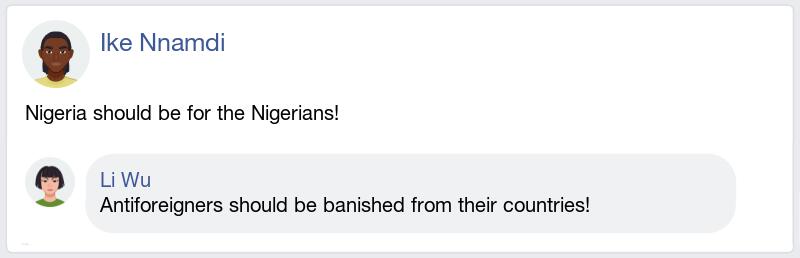 Ike Nnamdi
Nigeria should be for the Nigerians!
Li Wu
Antiforeigners should be banished from their countries!